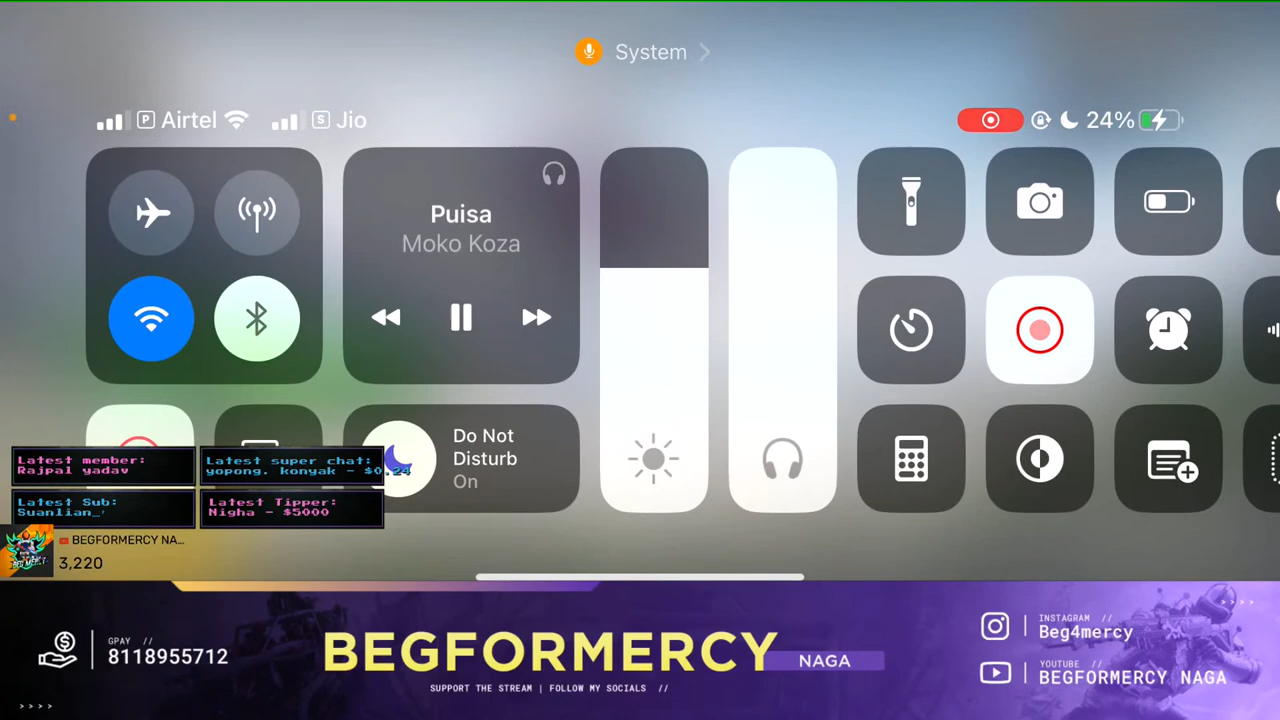 System
P Airtel
S Jio
24%
Puisa
Moko Koza
Do Not
Disturb
On
Latest member:
Rajpal yadav
Latest super chat:
yopong. konyak - $0.24
Latest Sub:
Suanlian_
Latest Tipper:
Nigha - $5000
BEGFORMERCY NA...
3,220
GPAY //
8118955712
BEGFORMERCY
NAGA
SUPPORT THE STREAM | FOLLOW MY SOCIALS //
INSTAGRAM //
Beg4mercy
YOUTUBE //
BEGFORMERCY NAGA
>>>>
>>>>